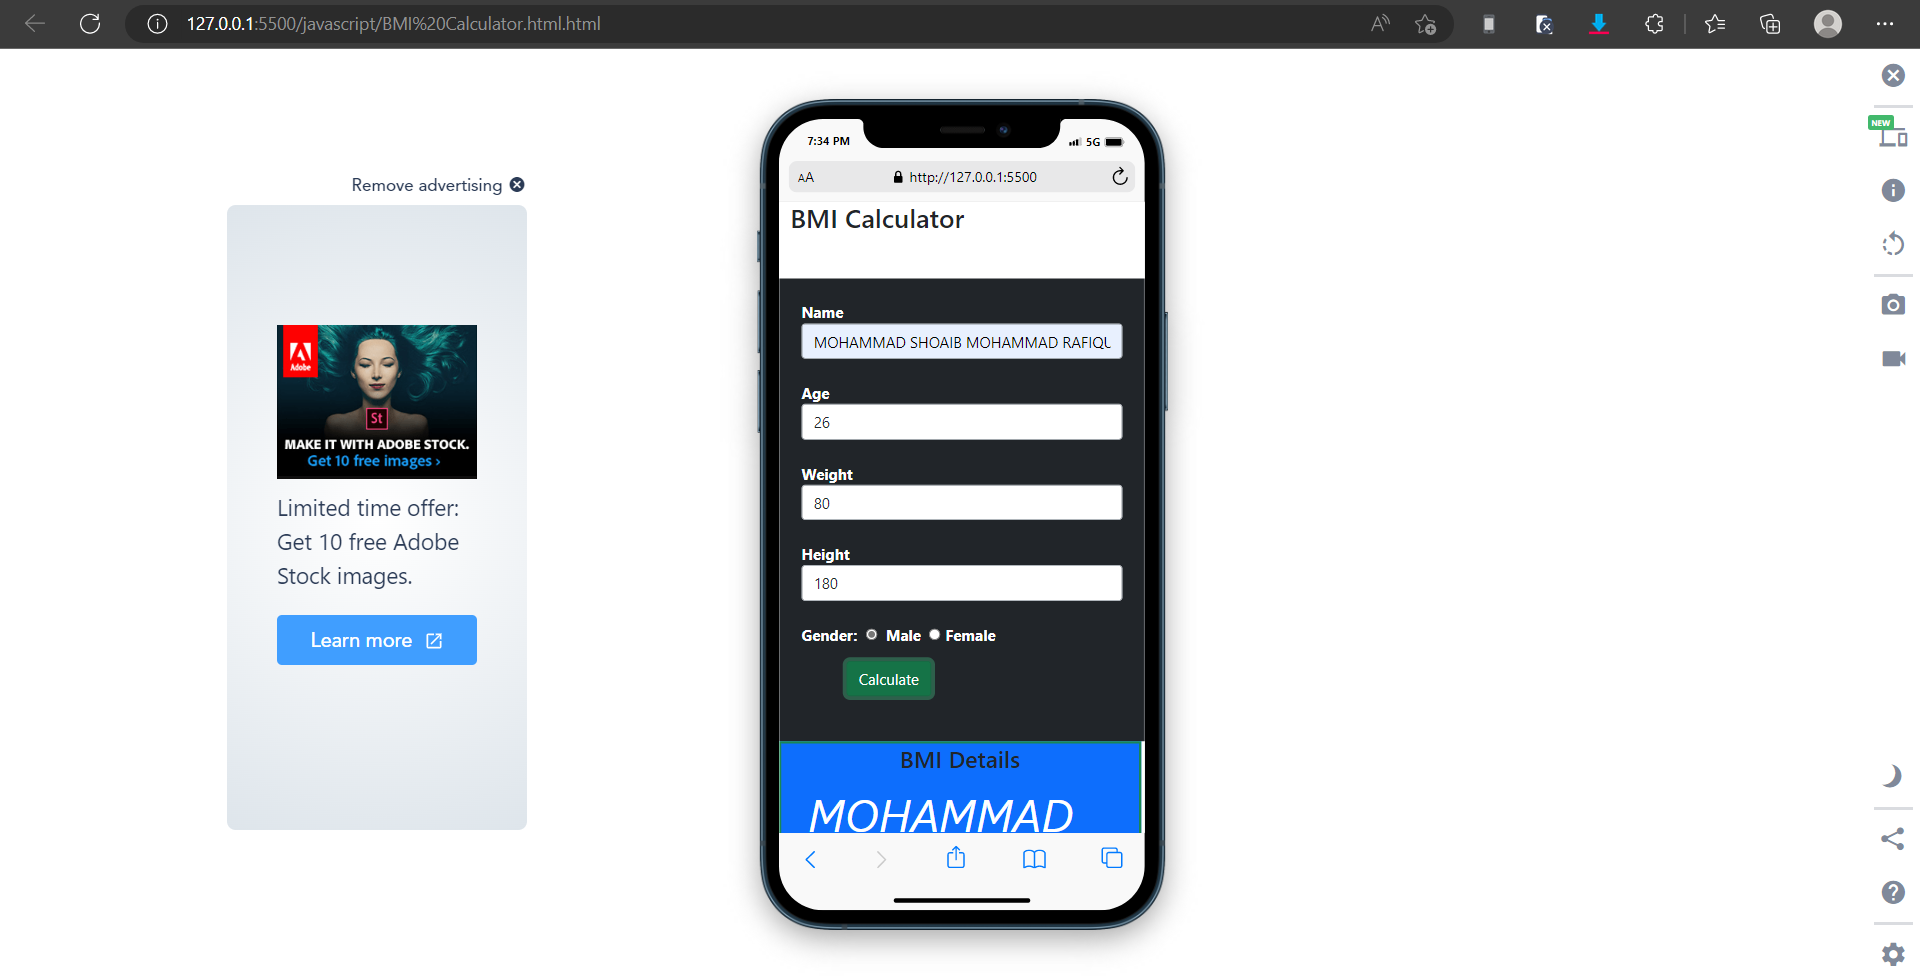 127.0.0.1:5500/javascript/BMI%20Calculator.html.html
NEW
Remove advertising
Adobe
St
MAKE IT WITH ADOBE STOCK.
Get 10 free images ›
Limited time offer:
Get 10 free Adobe
Stock images.
Learn more
7:34 PM
5G
AA
http://127.0.0.1:5500
BMI Calculator
Name
MOHAMMAD SHOAIB MOHAMMAD RAFIQU
Age
26
Weight
80
Height
180
Gender: Male Female
Calculate
BMI Details
MOHAMMAD